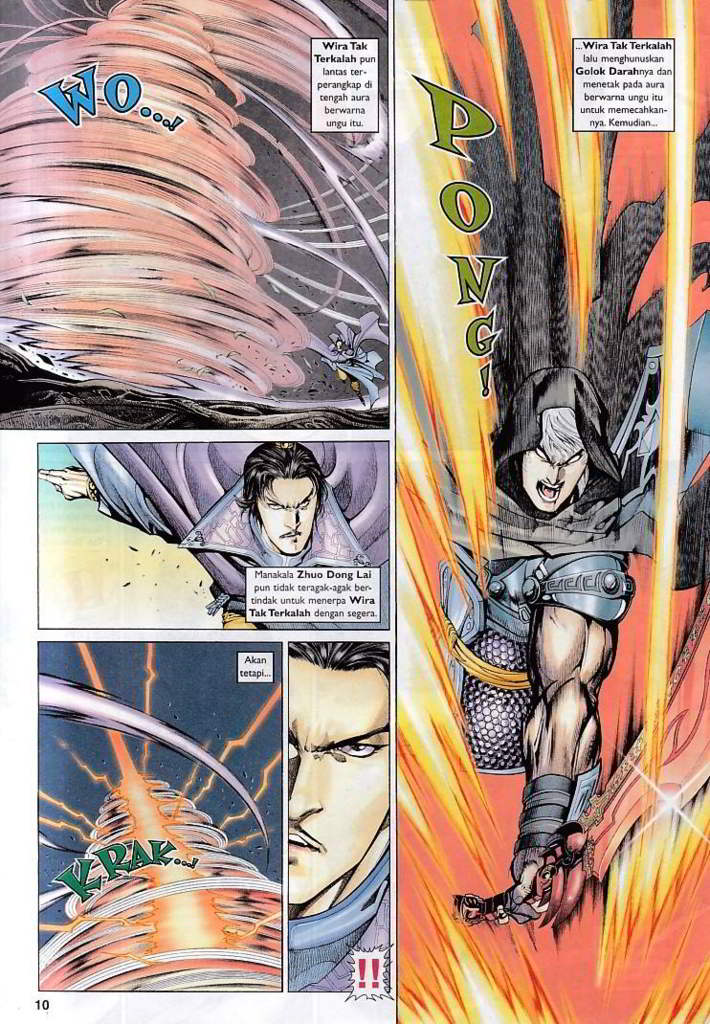 Wira Tak
Terkalah pun
lantas ter-
perangkap di
tengah aura
berwarna
ungu itu.
WO...!
Manakala Zhuo Dong Lai
pun tidak teragak-agak ber-
tindak untuk menerpa Wira
Tak Terkalah dengan segera.
Akan
tetapi...
KRAK...!
!!
...Wira Tak Terkalah
lalu menghunuskan
Golok Darahnya dan
menetak pada aura
berwarna ungu itu
untuk memecahkan-
nya. Kemudian...
PONG!
10